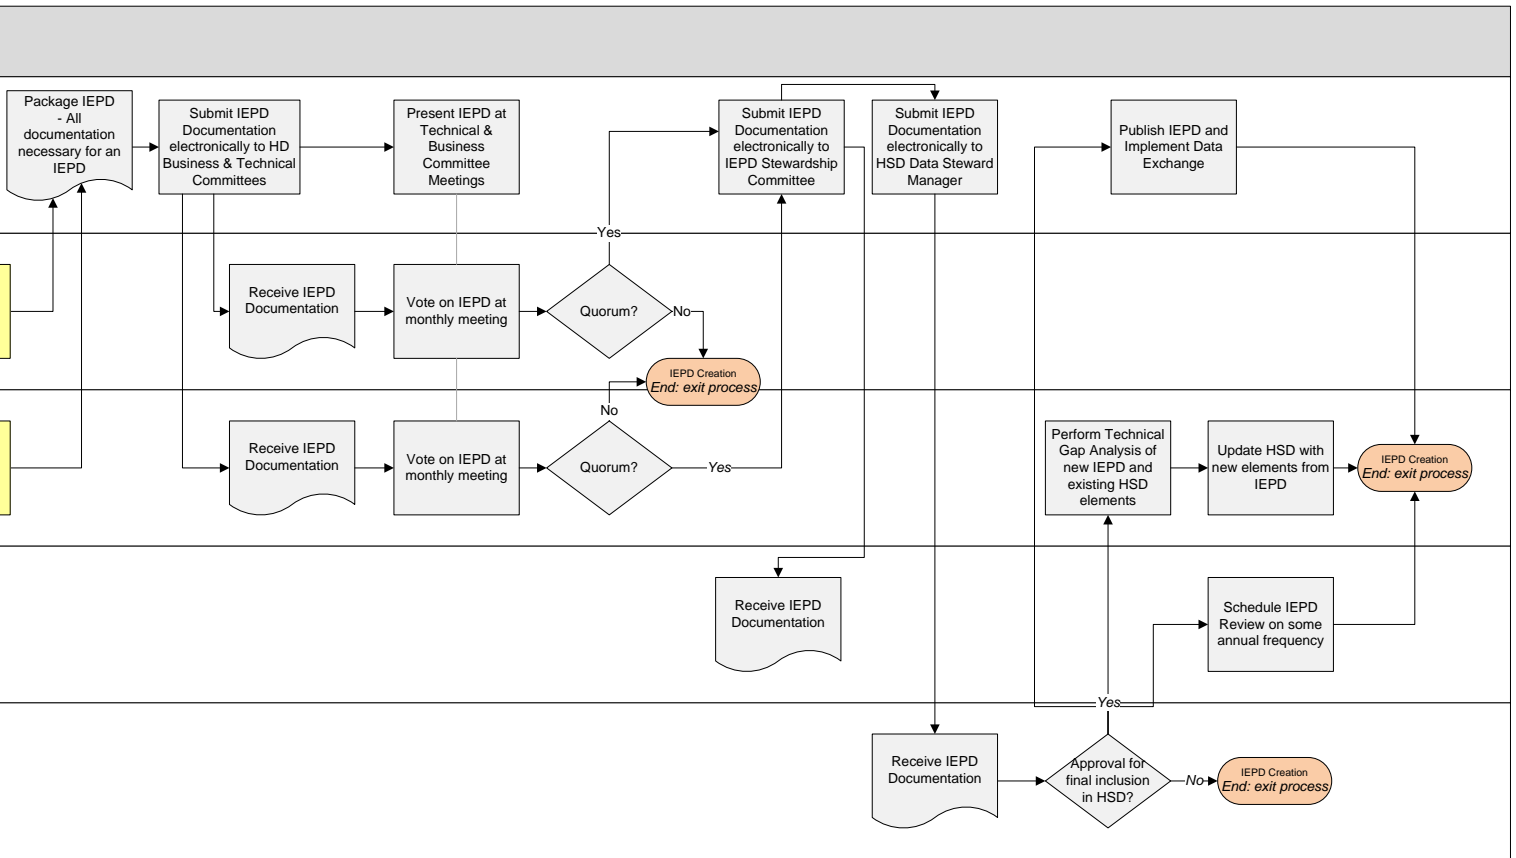 Package IEPD
- All
documentation
necessary for an
IEPD
Submit IEPD
Documentation
electronically to HD
Business & Technical
Committees
Present IEPD at
Technical &
Business
Committee
Meetings
Submit IEPD
Documentation
electronically to
IEPD Stewardship
Committee
Submit IEPD
Documentation
electronically to
HSD Data Steward
Manager
Publish IEPD and
Implement Data
Exchange
Yes
Receive IEPD
Documentation
Vote on IEPD at
monthly meeting
Quorum?
No
IEPD Creation
End: exit process
No
Receive IEPD
Documentation
Vote on IEPD at
monthly meeting
Quorum?
Yes
Perform Technical
Gap Analysis of
new IEPD and
existing HSD
elements
Update HSD with
new elements from
IEPD
IEPD Creation
End: exit process
Receive IEPD
Documentation
Schedule IEPD
Review on some
annual frequency
Yes
Receive IEPD
Documentation
Approval for
final inclusion
in HSD?
No
IEPD Creation
End: exit process